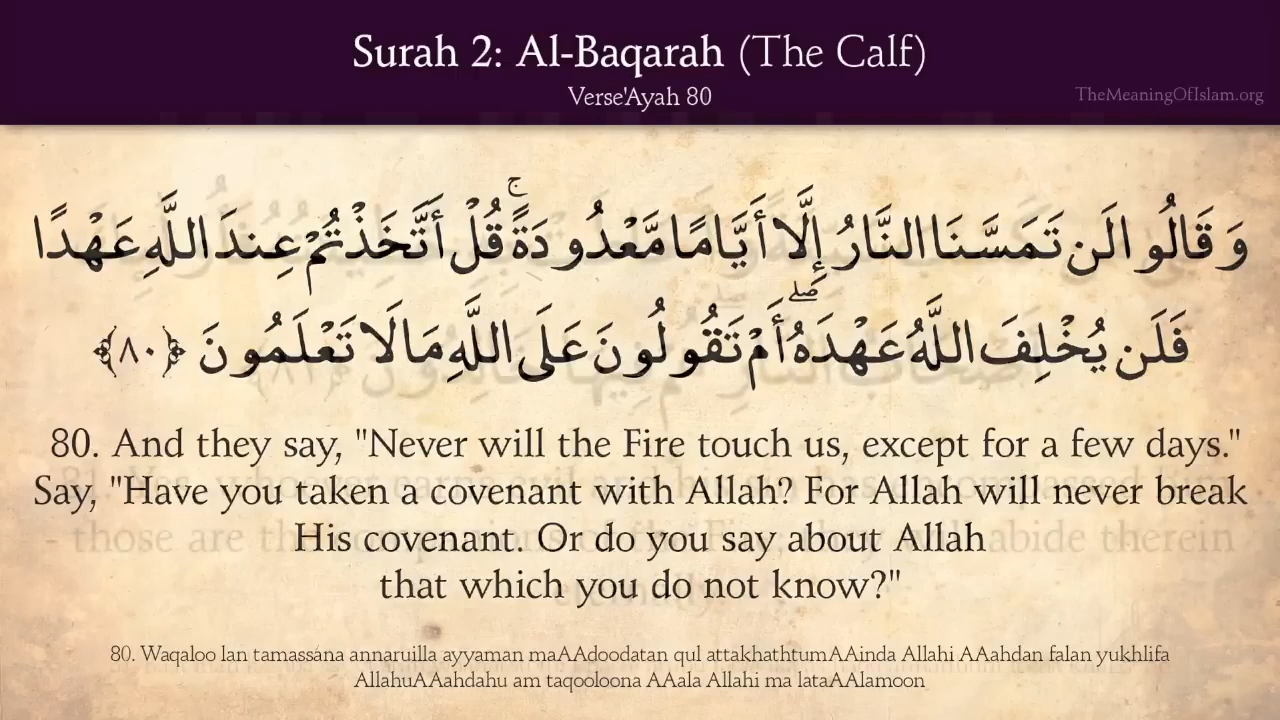 Surah 2: Al-Baqarah (The Calf)
Verse'Ayah 80
TheMeaningOfIslam.org
وَقَالُوا لَن تَمَسَّنَا النَّارُ إِلَّا أَيَّامًا مَّعْدُودَةً ۚ قُلْ أَتَّخَذْتُمْ عِندَ اللَّهِ عَهْدًا
فَلَن يُخْلِفَ اللَّهُ عَهْدَهُ ۖ أَمْ تَقُولُونَ عَلَى اللَّهِ مَا لَا تَعْلَمُونَ ﴿٨٠﴾
80. And they say, "Never will the Fire touch us, except for a few days."
Say, "Have you taken a covenant with Allah? For Allah will never break
His covenant. Or do you say about Allah
that which you do not know?"
80. Waqaloo lan tamassana annaruilla ayyaman maAAdoodatan qul attakhathtumAAinda Allahi AAahdan falan yukhlifa
AllahuAAahdahu am taqooloona AAala Allahi ma lataAAlamoon